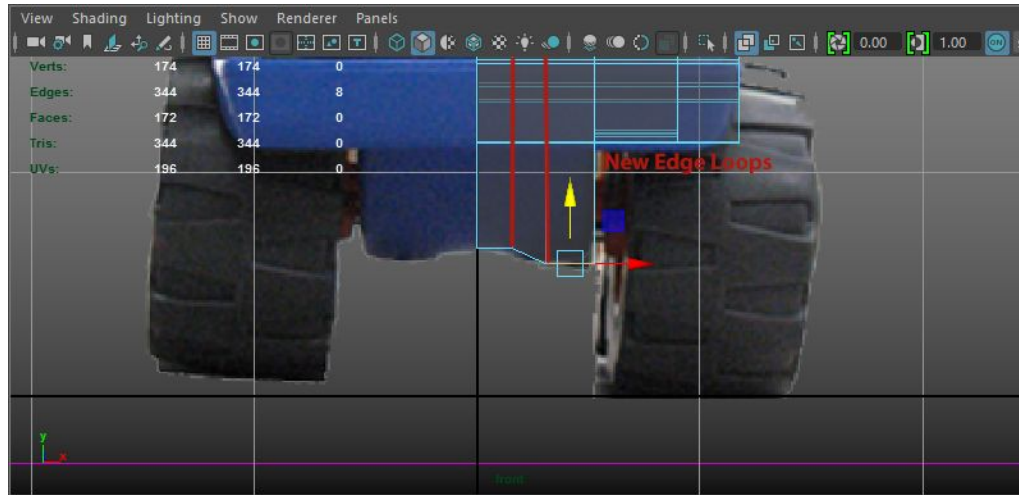 View Shading Lighting Show Renderer Panels
0.00 1.00 ON
Verts: 174 174 0
Edges: 344 344 8
Faces: 172 172 0
Tris: 344 344 0
UVs: 196 196 0
New Edge Loops
y
x
front